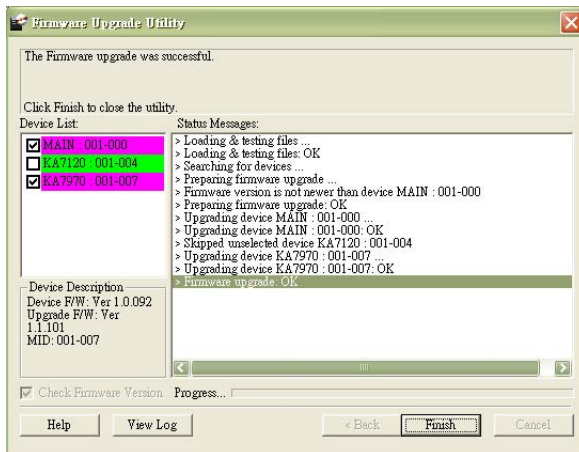 Firmware Upgrade Utility
The Firmware upgrade was successful.
Click Finish to close the utility.
Device List:
MAIN : 001-000
KA7120 : 001-004
KA7970 : 001-007
Status Messages:
> Loading & testing files ...
> Loading & testing files: OK
> Searching for devices ...
> Preparing firmware upgrade ...
> Firmware version is not newer than device MAIN : 001-000
> Preparing firmware upgrade: OK
> Upgrading device MAIN : 001-000 ...
> Upgrading device MAIN : 001-000: OK
> Skipped unselected device KA7120 : 001-004
> Upgrading device KA7970 : 001-007 ...
> Upgrading device KA7970 : 001-007: OK
> Firmware upgrade: OK
Device Description
Device F/W: Ver 1.0.092
Upgrade F/W: Ver
1.1.101
MID: 001-007
Check Firmware Version
Progress...
Help
View Log
< Back
Finish
Cancel